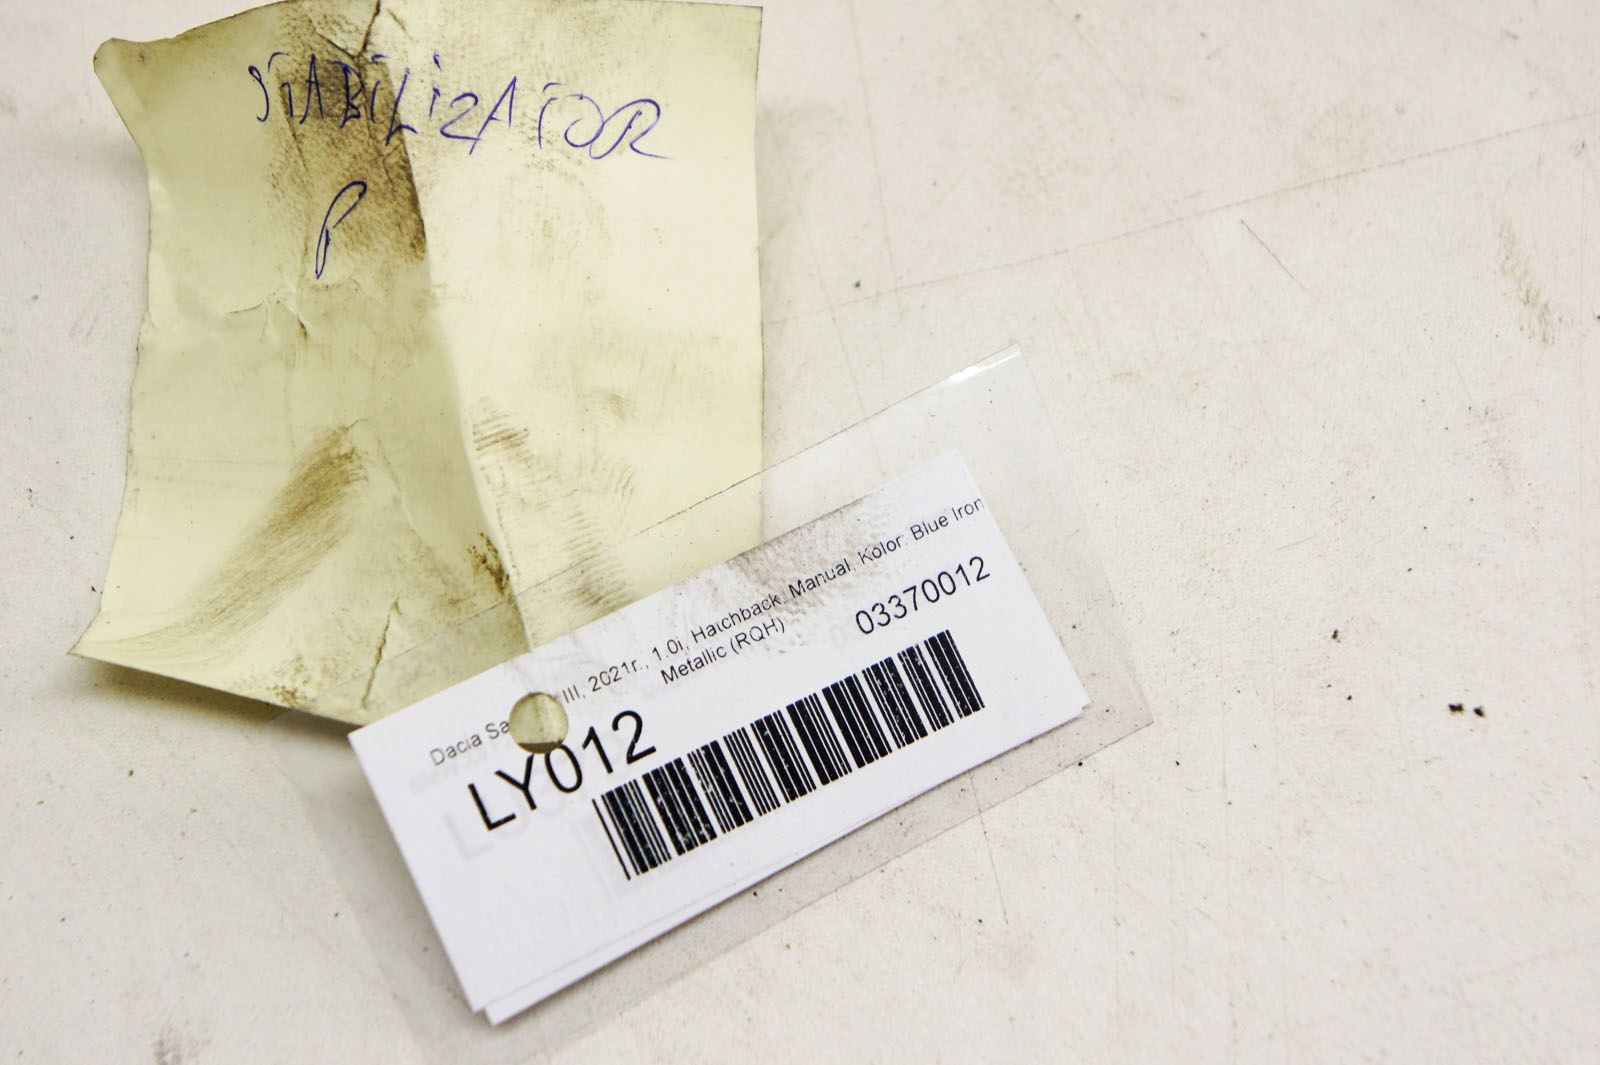 STABILIZATOR
P
Dacia Sa III, 2021r., 1.0i, Hatchback, Manual, Kolor: Blue Iron
Metallic (RQH)
03370012
LY012